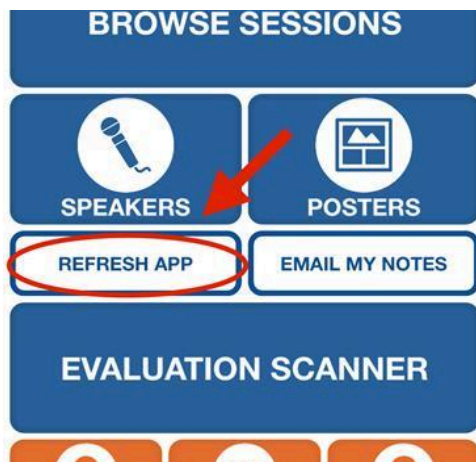 BROWSE SESSIONS
SPEAKERS
POSTERS
REFRESH APP
EMAIL MY NOTES
EVALUATION SCANNER